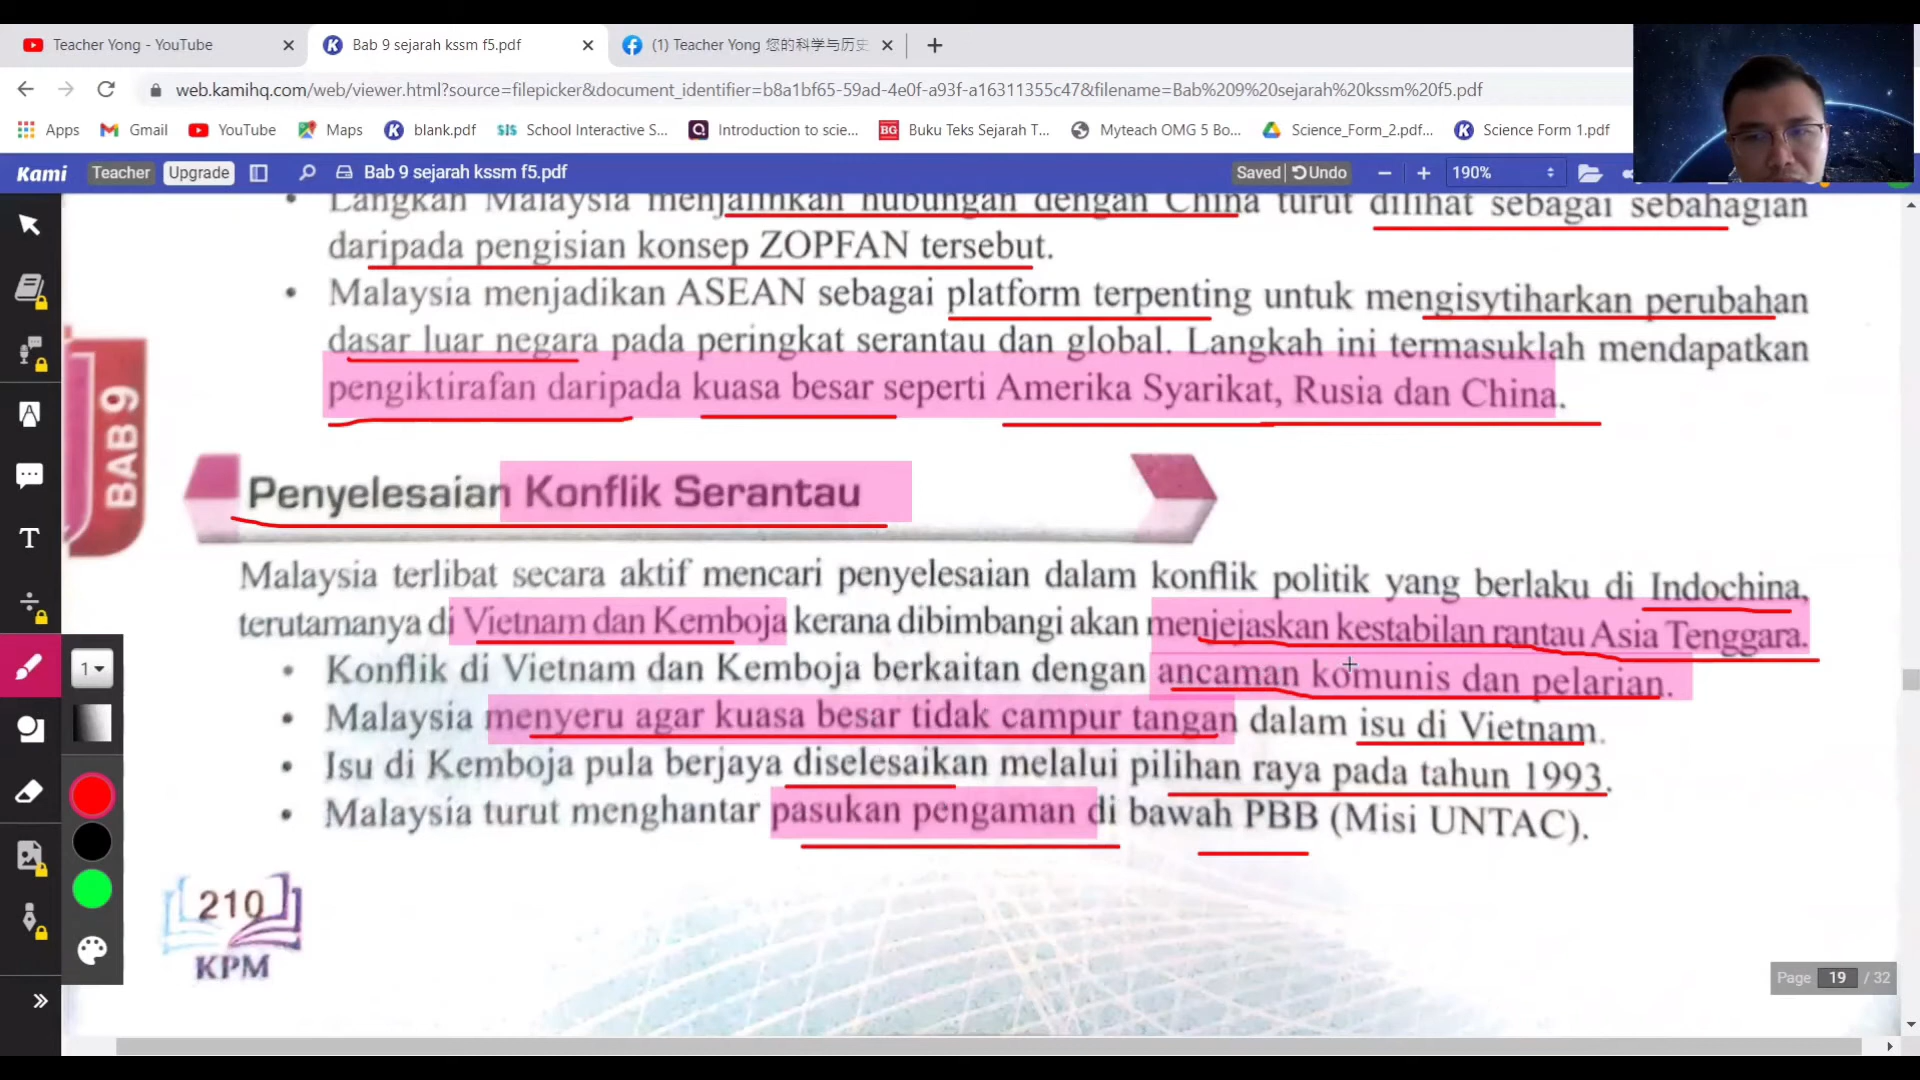 Teacher Yong - YouTube
Bab 9 sejarah kssm f5.pdf
(1) Teacher Yong 您的科学与历史
web.kamihq.com/web/viewer.html?source=filepicker&document_identifier=b8a1bf65-59ad-4e0f-a93f-a16311355c47&filename=Bab%209%20sejarah%20kssm%20f5.pdf
Apps
Gmail
YouTube
Maps
blank.pdf
SIS School Interactive S...
Introduction to scie...
BG Buku Teks Sejarah T...
Myteach OMG 5 Bo...
Science_Form_2.pdf...
Science Form 1.pdf
Kami
Teacher
Upgrade
Bab 9 sejarah kssm f5.pdf
Saved
Undo
190%
• Langkah Malaysia menjalinkan hubungan dengan China turut dilihat sebagai sebahagian
daripada pengisian konsep ZOPFAN tersebut.
• Malaysia menjadikan ASEAN sebagai platform terpenting untuk mengisytiharkan perubahan
dasar luar negara pada peringkat serantau dan global. Langkah ini termasuklah mendapatkan
pengiktirafan daripada kuasa besar seperti Amerika Syarikat, Rusia dan China.
BAB 9
Penyelesaian Konflik Serantau
Malaysia terlibat secara aktif mencari penyelesaian dalam konflik politik yang berlaku di Indochina,
terutamanya di Vietnam dan Kemboja kerana dibimbangi akan menjejaskan kestabilan rantau Asia Tenggara.
• Konflik di Vietnam dan Kemboja berkaitan dengan ancaman komunis dan pelarian.
• Malaysia menyeru agar kuasa besar tidak campur tangan dalam isu di Vietnam.
• Isu di Kemboja pula berjaya diselesaikan melalui pilihan raya pada tahun 1993.
• Malaysia turut menghantar pasukan pengaman di bawah PBB (Misi UNTAC).
1
210
KPM
Page 19 / 32